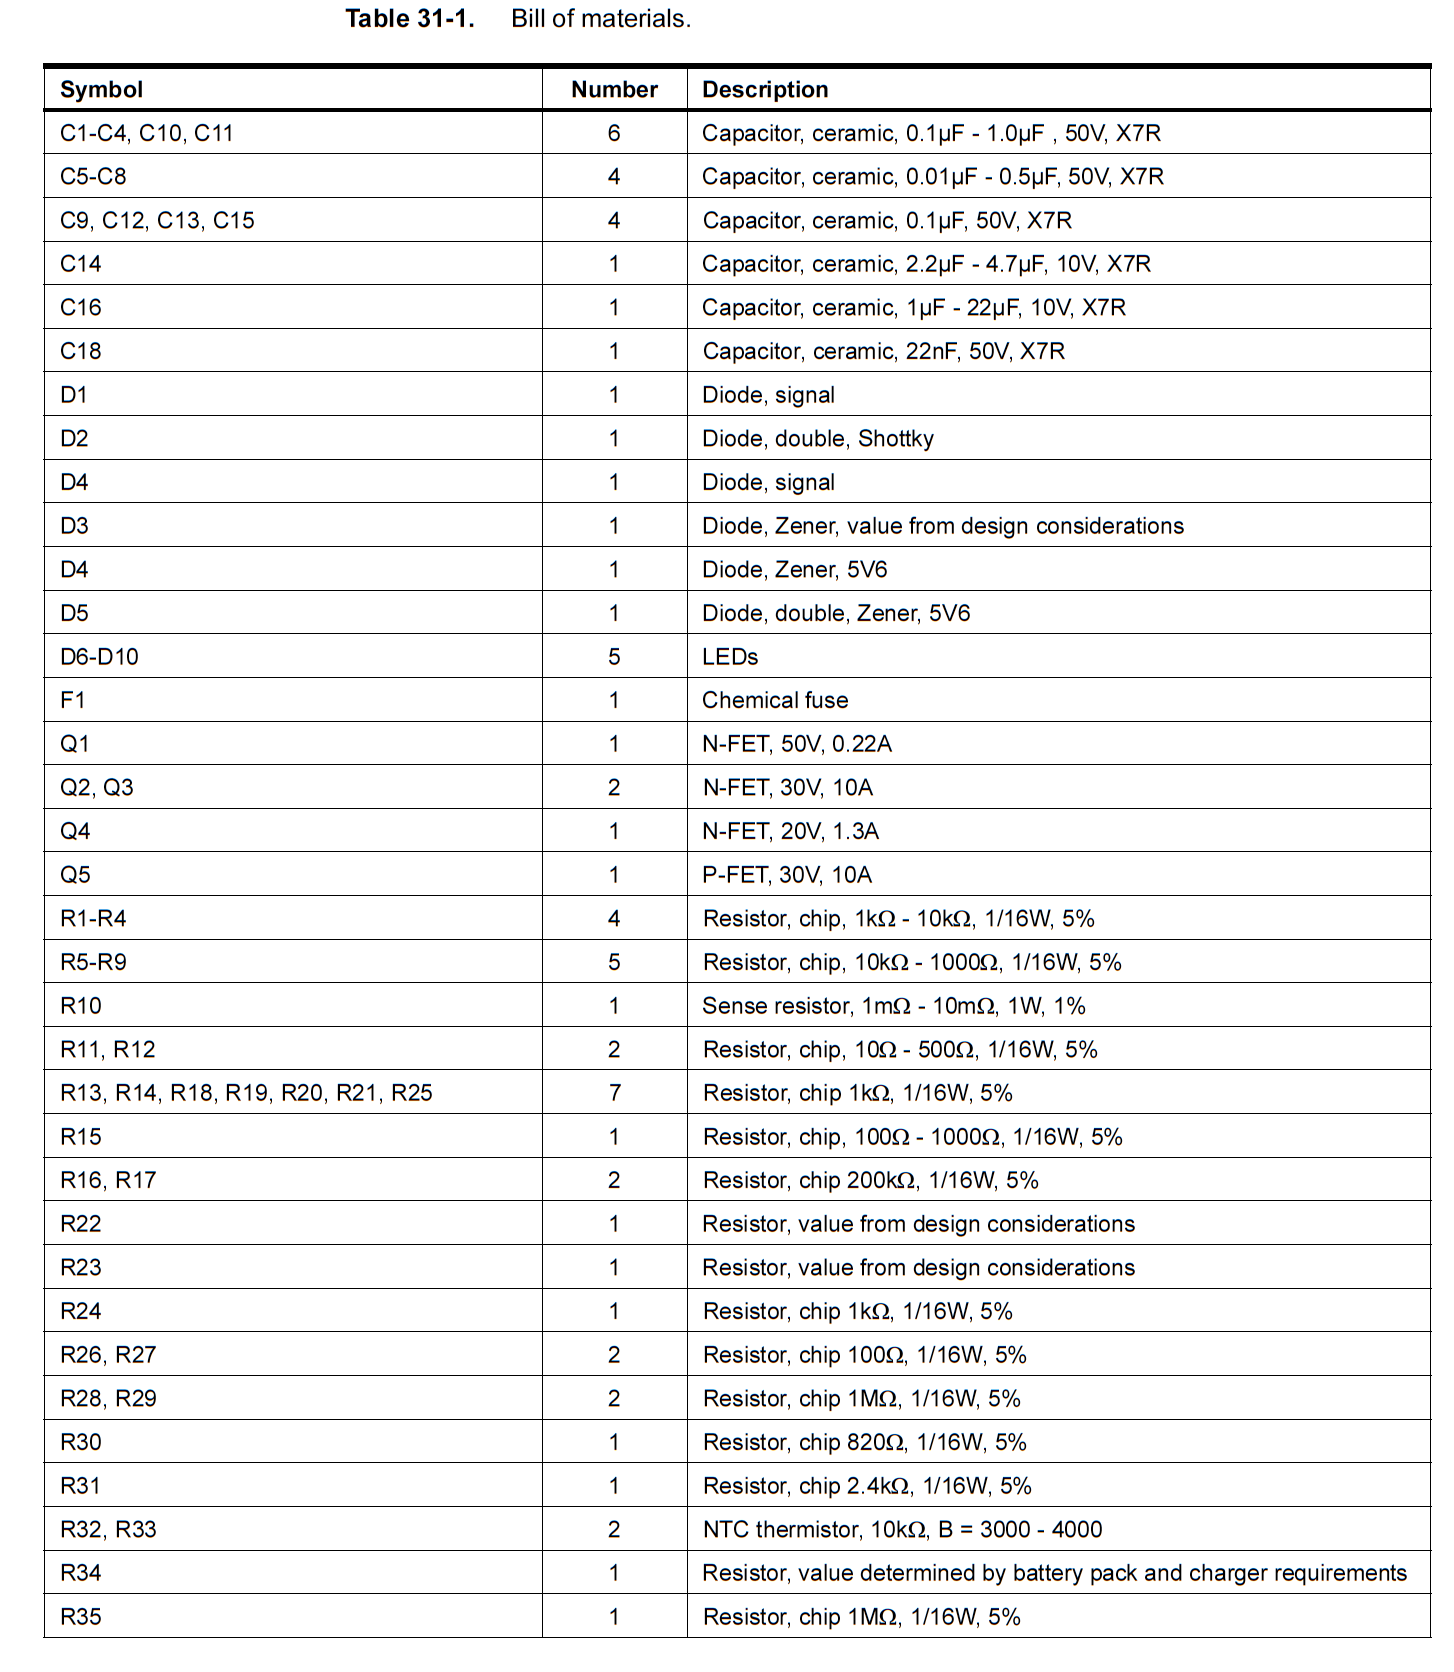 Table 31-1. Bill of materials.
Symbol Number Description
C1-C4, C10, C11 6 Capacitor, ceramic, 0.1µF - 1.0µF , 50V, X7R
C5-C8 4 Capacitor, ceramic, 0.01µF - 0.5µF, 50V, X7R
C9, C12, C13, C15 4 Capacitor, ceramic, 0.1µF, 50V, X7R
C14 1 Capacitor, ceramic, 2.2µF - 4.7µF, 10V, X7R
C16 1 Capacitor, ceramic, 1µF - 22µF, 10V, X7R
C18 1 Capacitor, ceramic, 22nF, 50V, X7R
D1 1 Diode, signal
D2 1 Diode, double, Shottky
D4 1 Diode, signal
D3 1 Diode, Zener, value from design considerations
D4 1 Diode, Zener, 5V6
D5 1 Diode, double, Zener, 5V6
D6-D10 5 LEDs
F1 1 Chemical fuse
Q1 1 N-FET, 50V, 0.22A
Q2, Q3 2 N-FET, 30V, 10A
Q4 1 N-FET, 20V, 1.3A
Q5 1 P-FET, 30V, 10A
R1-R4 4 Resistor, chip, 1kΩ - 10kΩ, 1/16W, 5%
R5-R9 5 Resistor, chip, 10kΩ - 1000Ω, 1/16W, 5%
R10 1 Sense resistor, 1mΩ - 10mΩ, 1W, 1%
R11, R12 2 Resistor, chip, 10Ω - 500Ω, 1/16W, 5%
R13, R14, R18, R19, R20, R21, R25 7 Resistor, chip 1kΩ, 1/16W, 5%
R15 1 Resistor, chip, 100Ω - 1000Ω, 1/16W, 5%
R16, R17 2 Resistor, chip 200kΩ, 1/16W, 5%
R22 1 Resistor, value from design considerations
R23 1 Resistor, value from design considerations
R24 1 Resistor, chip 1kΩ, 1/16W, 5%
R26, R27 2 Resistor, chip 100Ω, 1/16W, 5%
R28, R29 2 Resistor, chip 1MΩ, 1/16W, 5%
R30 1 Resistor, chip 820Ω, 1/16W, 5%
R31 1 Resistor, chip 2.4kΩ, 1/16W, 5%
R32, R33 2 NTC thermistor, 10kΩ, B = 3000 - 4000
R34 1 Resistor, value determined by battery pack and charger requirements
R35 1 Resistor, chip 1MΩ, 1/16W, 5%